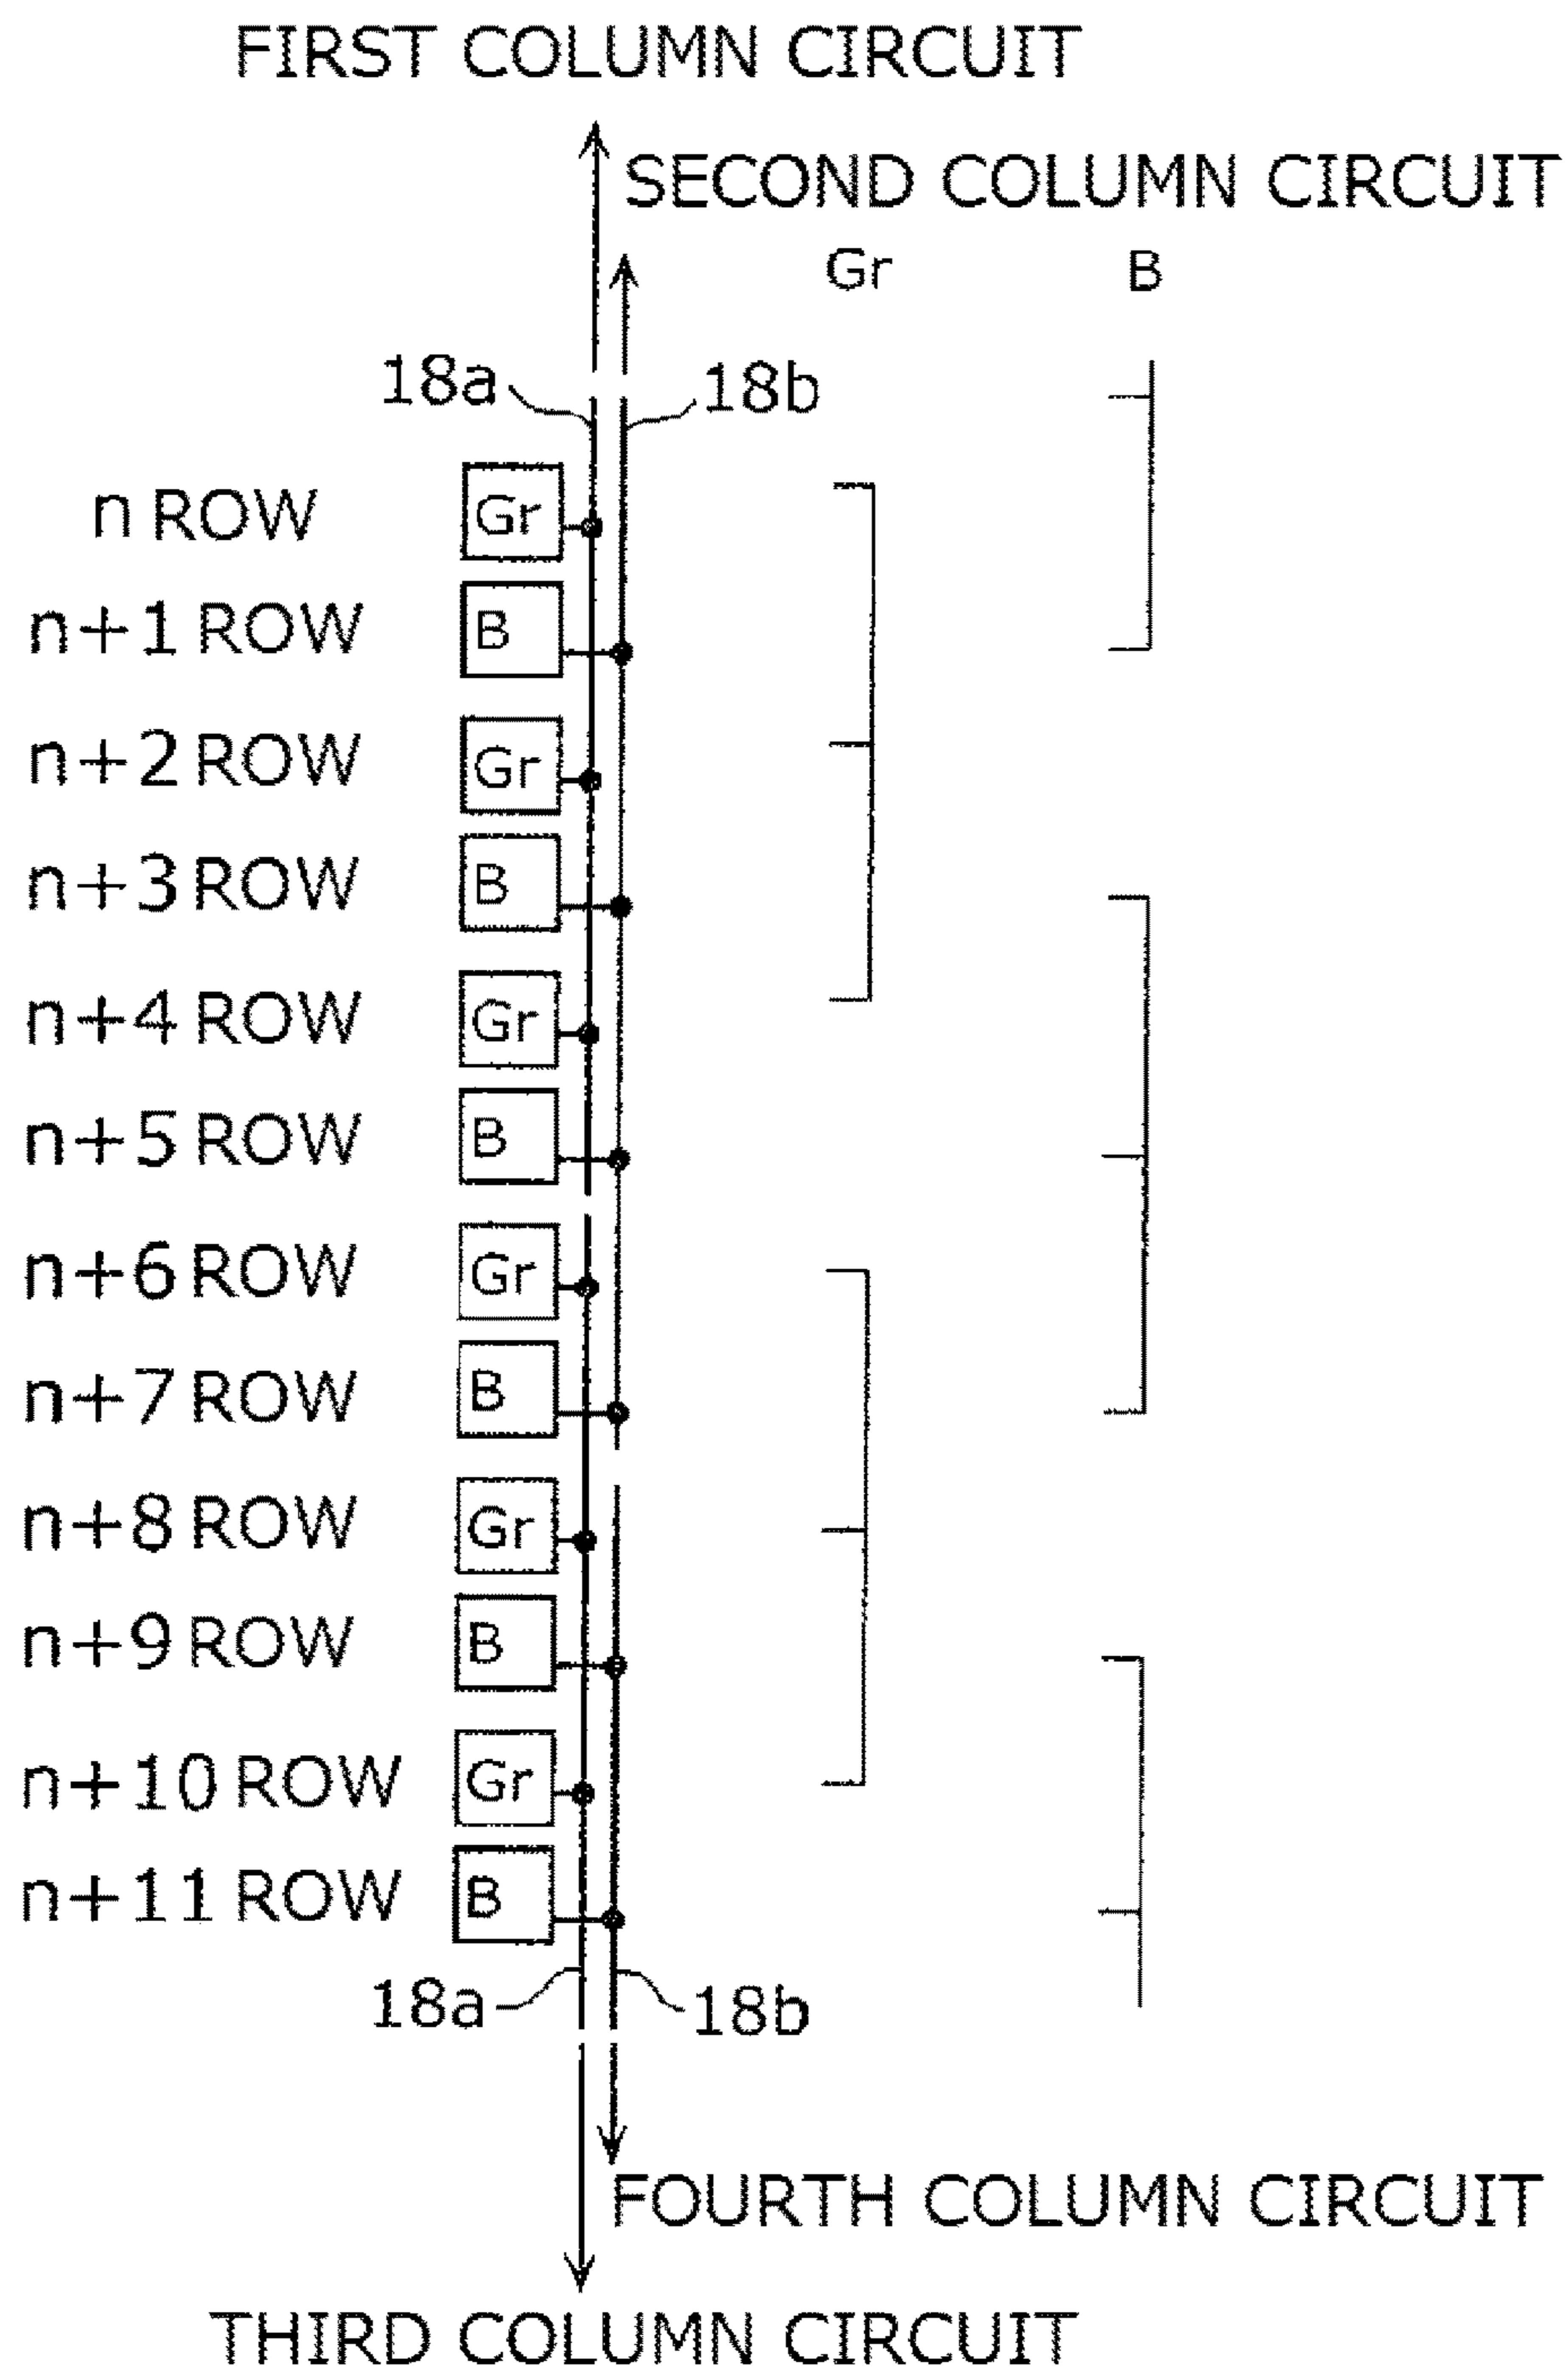 FIRST COLUMN CIRCUIT
SECOND COLUMN CIRCUIT
Gr B
18a 18b
n ROW Gr
n+1 ROW B
n+2 ROW Gr
n+3 ROW B
n+4 ROW Gr
n+5 ROW B
n+6 ROW Gr
n+7 ROW B
n+8 ROW Gr
n+9 ROW B
n+10 ROW Gr
n+11 ROW B
18a 18b
FOURTH COLUMN CIRCUIT
THIRD COLUMN CIRCUIT